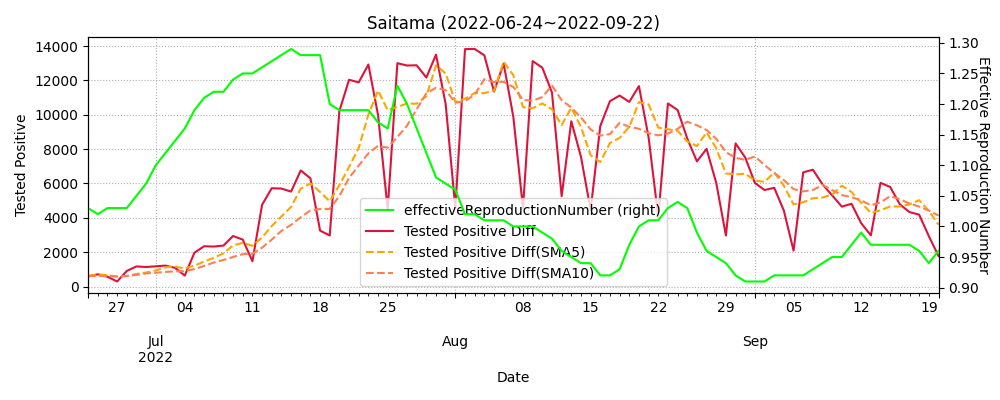 Saitama (2022-06-24~2022-09-22)
14000
12000
10000
8000
6000
4000
2000
0
Tested Positive
1.30
1.25
1.20
1.15
1.10
1.05
1.00
0.95
0.90
Effective Reproduction Number
effectiveReproductionNumber (right)
Tested Positive Diff
Tested Positive Diff(SMA5)
Tested Positive Diff(SMA10)
27 04 11 18 25 08 15 22 29 05 12 19
Jul Aug Sep
2022
Date